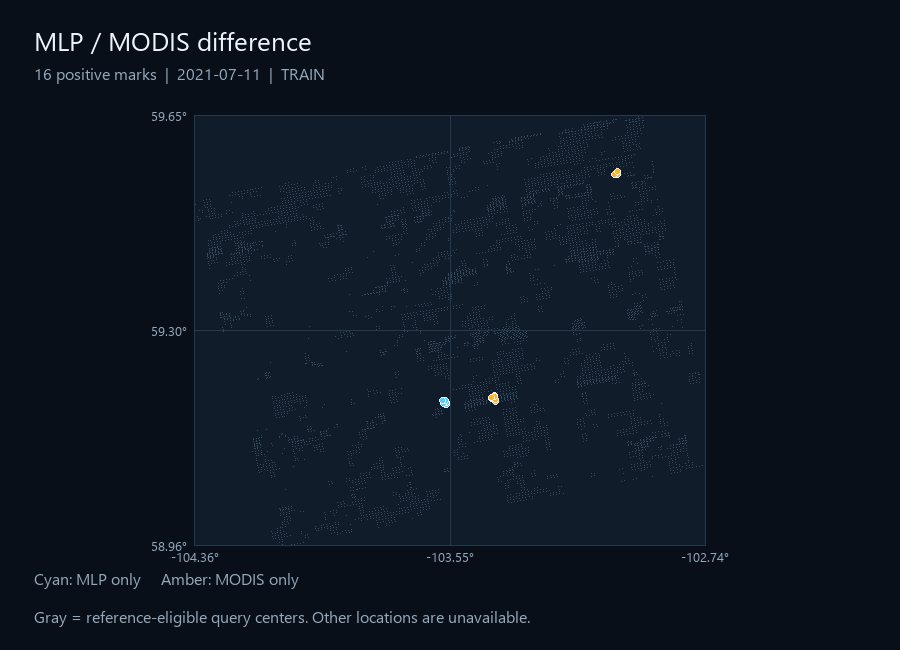 MLP / MODIS difference
16 positive marks | 2021-07-11 | TRAIN
59.65°
59.30°
58.96°
-104.36° -103.55° -102.74°
Cyan: MLP only Amber: MODIS only
Gray = reference-eligible query centers. Other locations are unavailable.